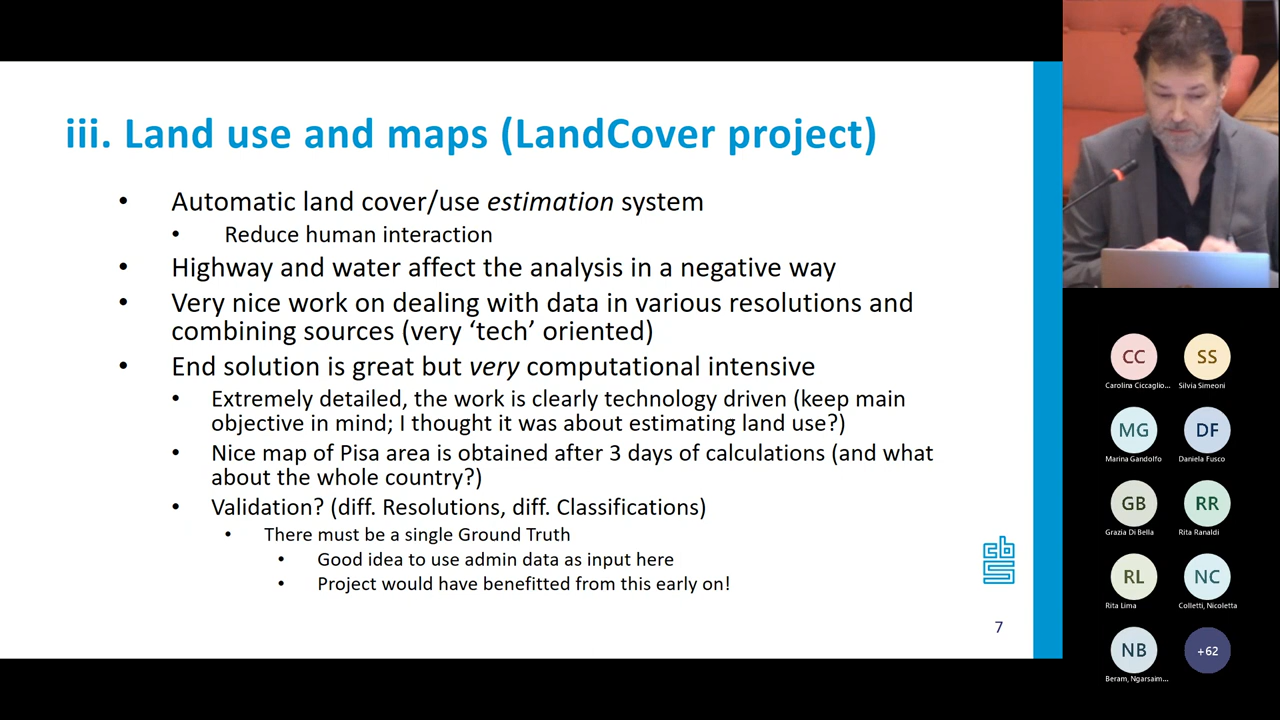 iii. Land use and maps (LandCover project)
• Automatic land cover/use estimation system
• Reduce human interaction
• Highway and water affect the analysis in a negative way
• Very nice work on dealing with data in various resolutions and
combining sources (very ‘tech’ oriented)
• End solution is great but very computational intensive
• Extremely detailed, the work is clearly technology driven (keep main
objective in mind; I thought it was about estimating land use?)
• Nice map of Pisa area is obtained after 3 days of calculations (and what
about the whole country?)
• Validation? (diff. Resolutions, diff. Classifications)
• There must be a single Ground Truth
• Good idea to use admin data as input here
• Project would have benefitted from this early on!
cbs
7
CC
Carolina Ciccaglio...
SS
Silvia Simeoni
MG
Marina Gandolfo
DF
Daniela Fusco
GB
Grazia Di Bella
RR
Rita Ranaldi
RL
Rita Lima
NC
Colletti, Nicoletta
NB
Beram, Ngarsaim...
+62